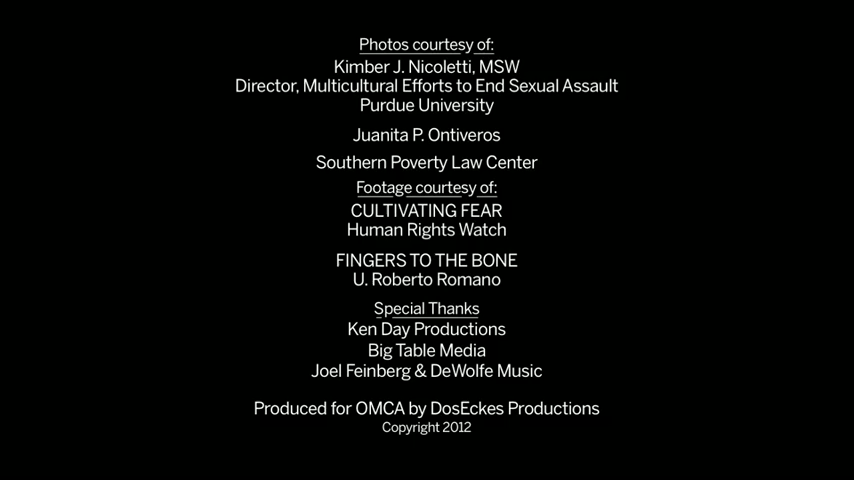 Photos courtesy of:
Kimber J. Nicoletti, MSW
Director, Multicultural Efforts to End Sexual Assault
Purdue University
Juanita P. Ontiveros
Southern Poverty Law Center
Footage courtesy of:
CULTIVATING FEAR
Human Rights Watch
FINGERS TO THE BONE
U. Roberto Romano
Special Thanks
Ken Day Productions
Big Table Media
Joel Feinberg & DeWolfe Music
Produced for OMCA by DosEckes Productions
Copyright 2012